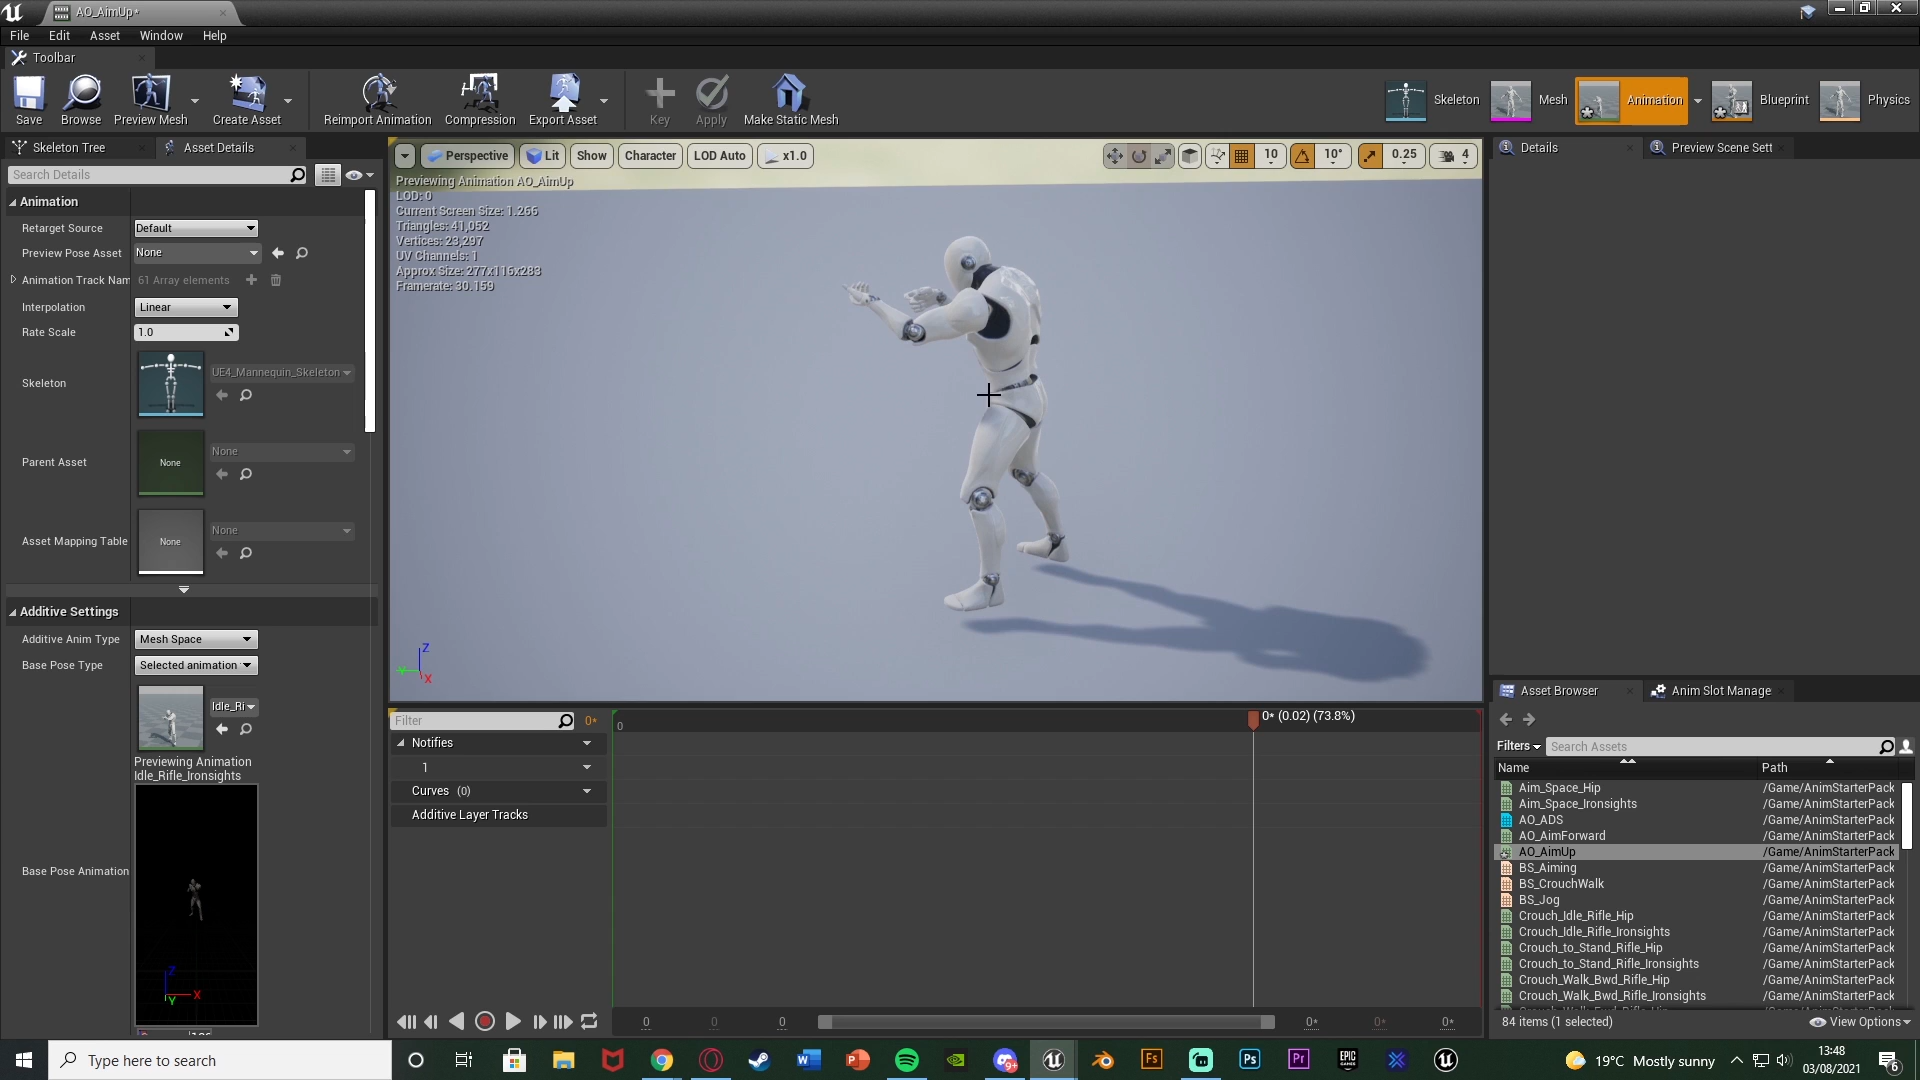 AO_AimUp*
File Edit Asset Window Help
Toolbar
Save Browse Preview Mesh Create Asset Reimport Animation Compression Export Asset Key Apply Make Static Mesh
Skeleton Mesh Animation Blueprint Physics
Skeleton Tree Asset Details
Search Details
Animation
Retarget Source Default
Preview Pose Asset None
Animation Track Nam 61 Array elements
Interpolation Linear
Rate Scale 1.0
Skeleton UE4_Mannequin_Skeleton
Parent Asset None None
Asset Mapping Table None None
Additive Settings
Additive Anim Type Mesh Space
Base Pose Type Selected animation
Idle_Ri
Previewing Animation
Idle_Rifle_Ironsights
Base Pose Animation
Z
X
Y
Perspective Lit Show Character LOD Auto x1.0 10 10° 0.25 4
Previewing Animation AO_AimUp
LOD: 0
Current Screen Size: 1.266
Triangles: 41,052
Vertices: 23,297
UV Channels: 1
Approx Size: 277x116x283
Framerate: 30.159
Z
Y
X
Filter 0* 0 0* (0.02) (73.8%)
Notifies
1
Curves (0)
Additive Layer Tracks
0 0 0 0* 0* 0*
Details Preview Scene Sett
Asset Browser Anim Slot Manage
Filters Search Assets
Name Path
Aim_Space_Hip /Game/AnimStarterPack
Aim_Space_Ironsights /Game/AnimStarterPack
AO_ADS /Game/AnimStarterPack
AO_AimForward /Game/AnimStarterPack
AO_AimUp /Game/AnimStarterPack
BS_Aiming /Game/AnimStarterPack
BS_CrouchWalk /Game/AnimStarterPack
BS_Jog /Game/AnimStarterPack
Crouch_Idle_Rifle_Hip /Game/AnimStarterPack
Crouch_Idle_Rifle_Ironsights /Game/AnimStarterPack
Crouch_to_Stand_Rifle_Hip /Game/AnimStarterPack
Crouch_to_Stand_Rifle_Ironsights /Game/AnimStarterPack
Crouch_Walk_Bwd_Rifle_Hip /Game/AnimStarterPack
Crouch_Walk_Bwd_Rifle_Ironsights /Game/AnimStarterPack
84 items (1 selected) View Options
Type here to search
19°C Mostly sunny
13:48
03/08/2021